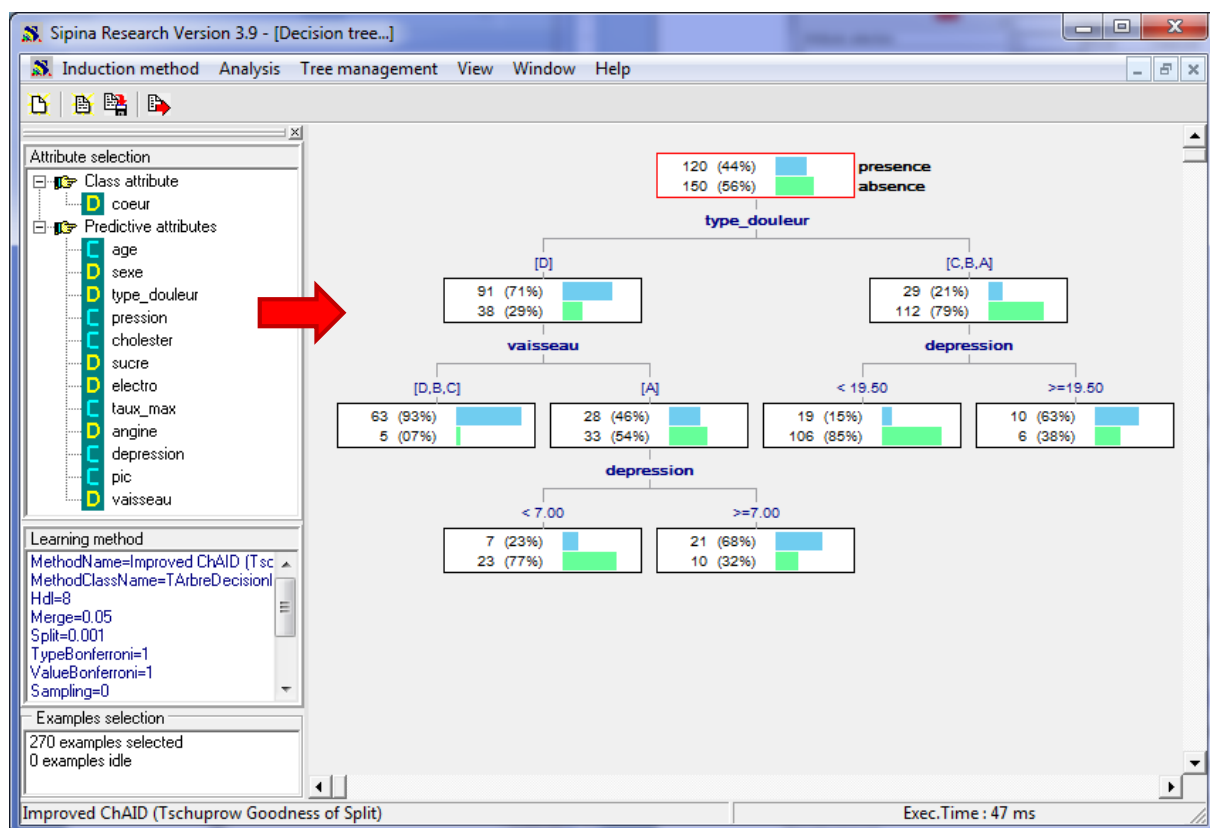 Sipina Research Version 3.9 - [Decision tree...]
Induction method Analysis Tree management View Window Help
Attribute selection
Class attribute
D coeur
Predictive attributes
C age
D sexe
D type_douleur
C pression
C cholester
D sucre
D electro
C taux_max
D angine
C depression
C pic
D vaisseau
Learning method
MethodName=Improved ChAID (Tsc
MethodClassName=TArbreDecisionI
Hdl=8
Merge=0.05
Split=0.001
TypeBonferroni=1
ValueBonferroni=1
Sampling=0
Examples selection
270 examples selected
0 examples idle
120 (44%) presence
150 (56%) absence
type_douleur
[D] [C,B,A]
91 (71%) 29 (21%)
38 (29%) 112 (79%)
vaisseau depression
[D,B,C] [A] < 19.50 >=19.50
63 (93%) 28 (46%) 19 (15%) 10 (63%)
5 (07%) 33 (54%) 106 (85%) 6 (38%)
depression
< 7.00 >=7.00
7 (23%) 21 (68%)
23 (77%) 10 (32%)
Improved ChAID (Tschuprow Goodness of Split) Exec.Time : 47 ms